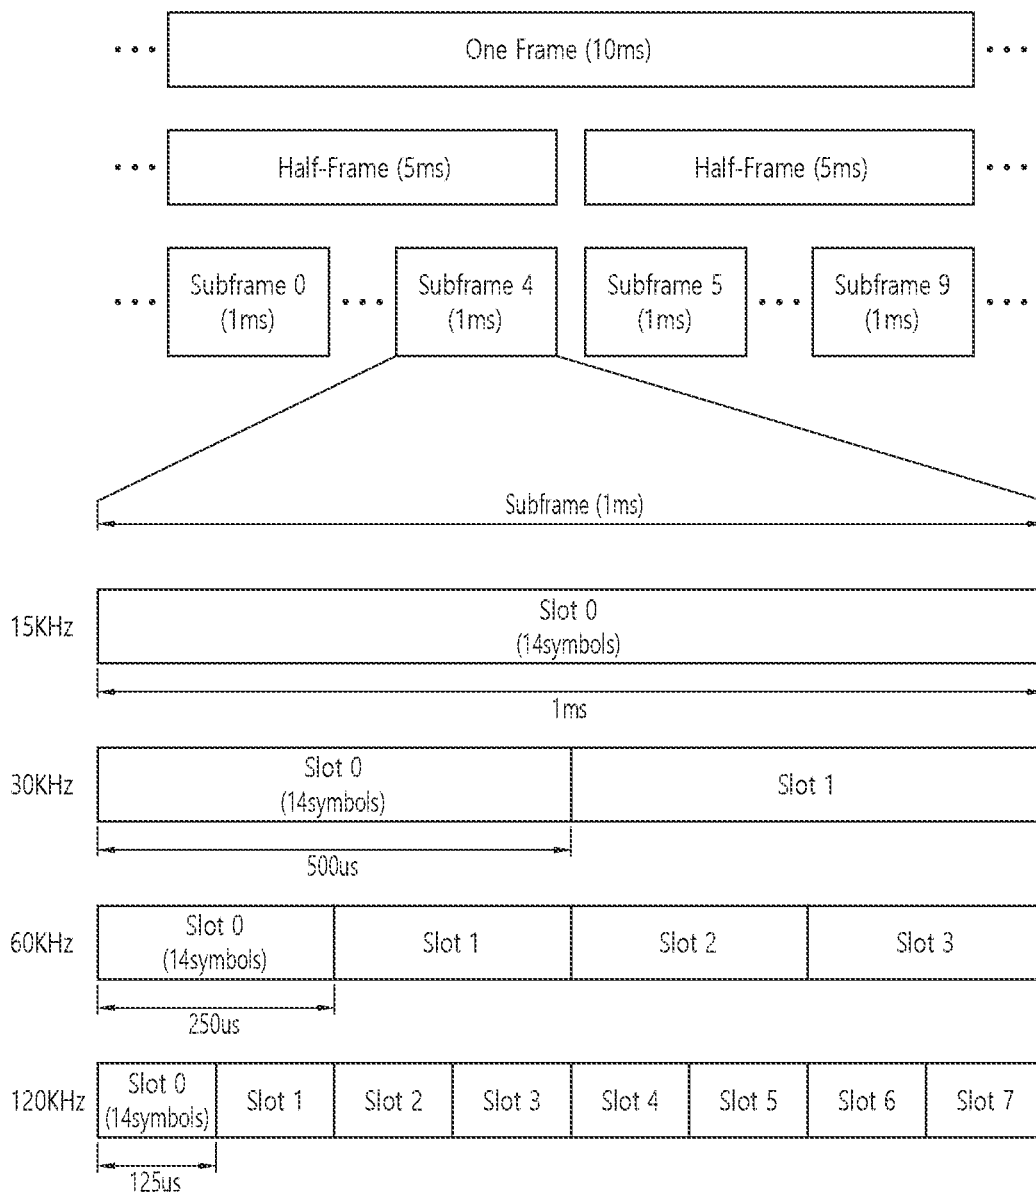 One Frame (10ms)
Half-Frame (5ms)
Half-Frame (5ms)
Subframe 0
(1ms)
Subframe 4
(1ms)
Subframe 5
(1ms)
Subframe 9
(1ms)
Subframe (1ms)
15KHz
Slot 0
(14symbols)
1ms
30KHz
Slot 0
(14symbols)
Slot 1
500us
60KHz
Slot 0
(14symbols)
Slot 1
Slot 2
Slot 3
250us
120KHz
Slot 0
(14symbols)
Slot 1
Slot 2
Slot 3
Slot 4
Slot 5
Slot 6
Slot 7
125us